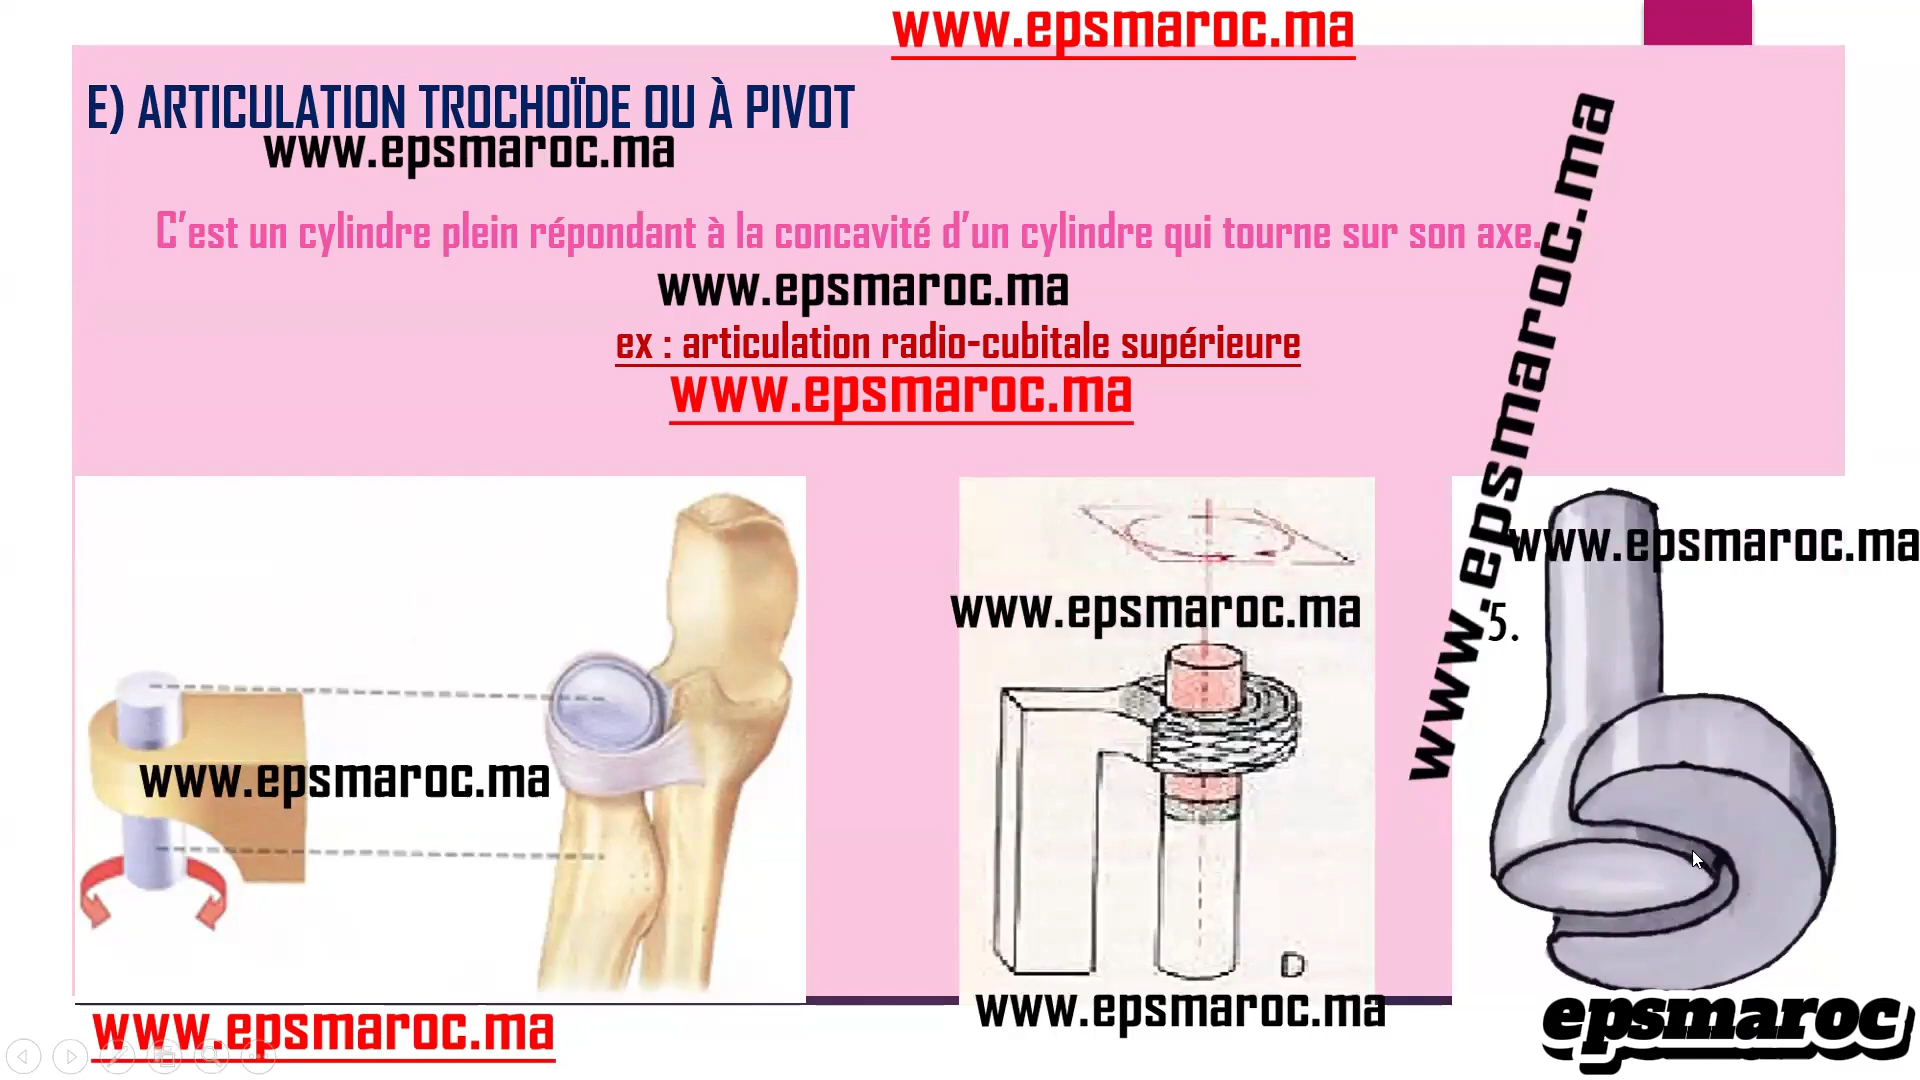 www.epsmaroc.ma
E) ARTICULATION TROCHOÏDE OU À PIVOT
www.epsmaroc.ma
C’est un cylindre plein répondant à la concavité d’un cylindre qui tourne sur son axe.
www.epsmaroc.ma
ex : articulation radio-cubitale supérieure
www.epsmaroc.ma
www.epsmaroc.ma
www.epsmaroc.ma
www.epsmaroc.ma
5.
www.epsmaroc.ma
D
www.epsmaroc.ma
www.epsmaroc.ma
epsmaroc